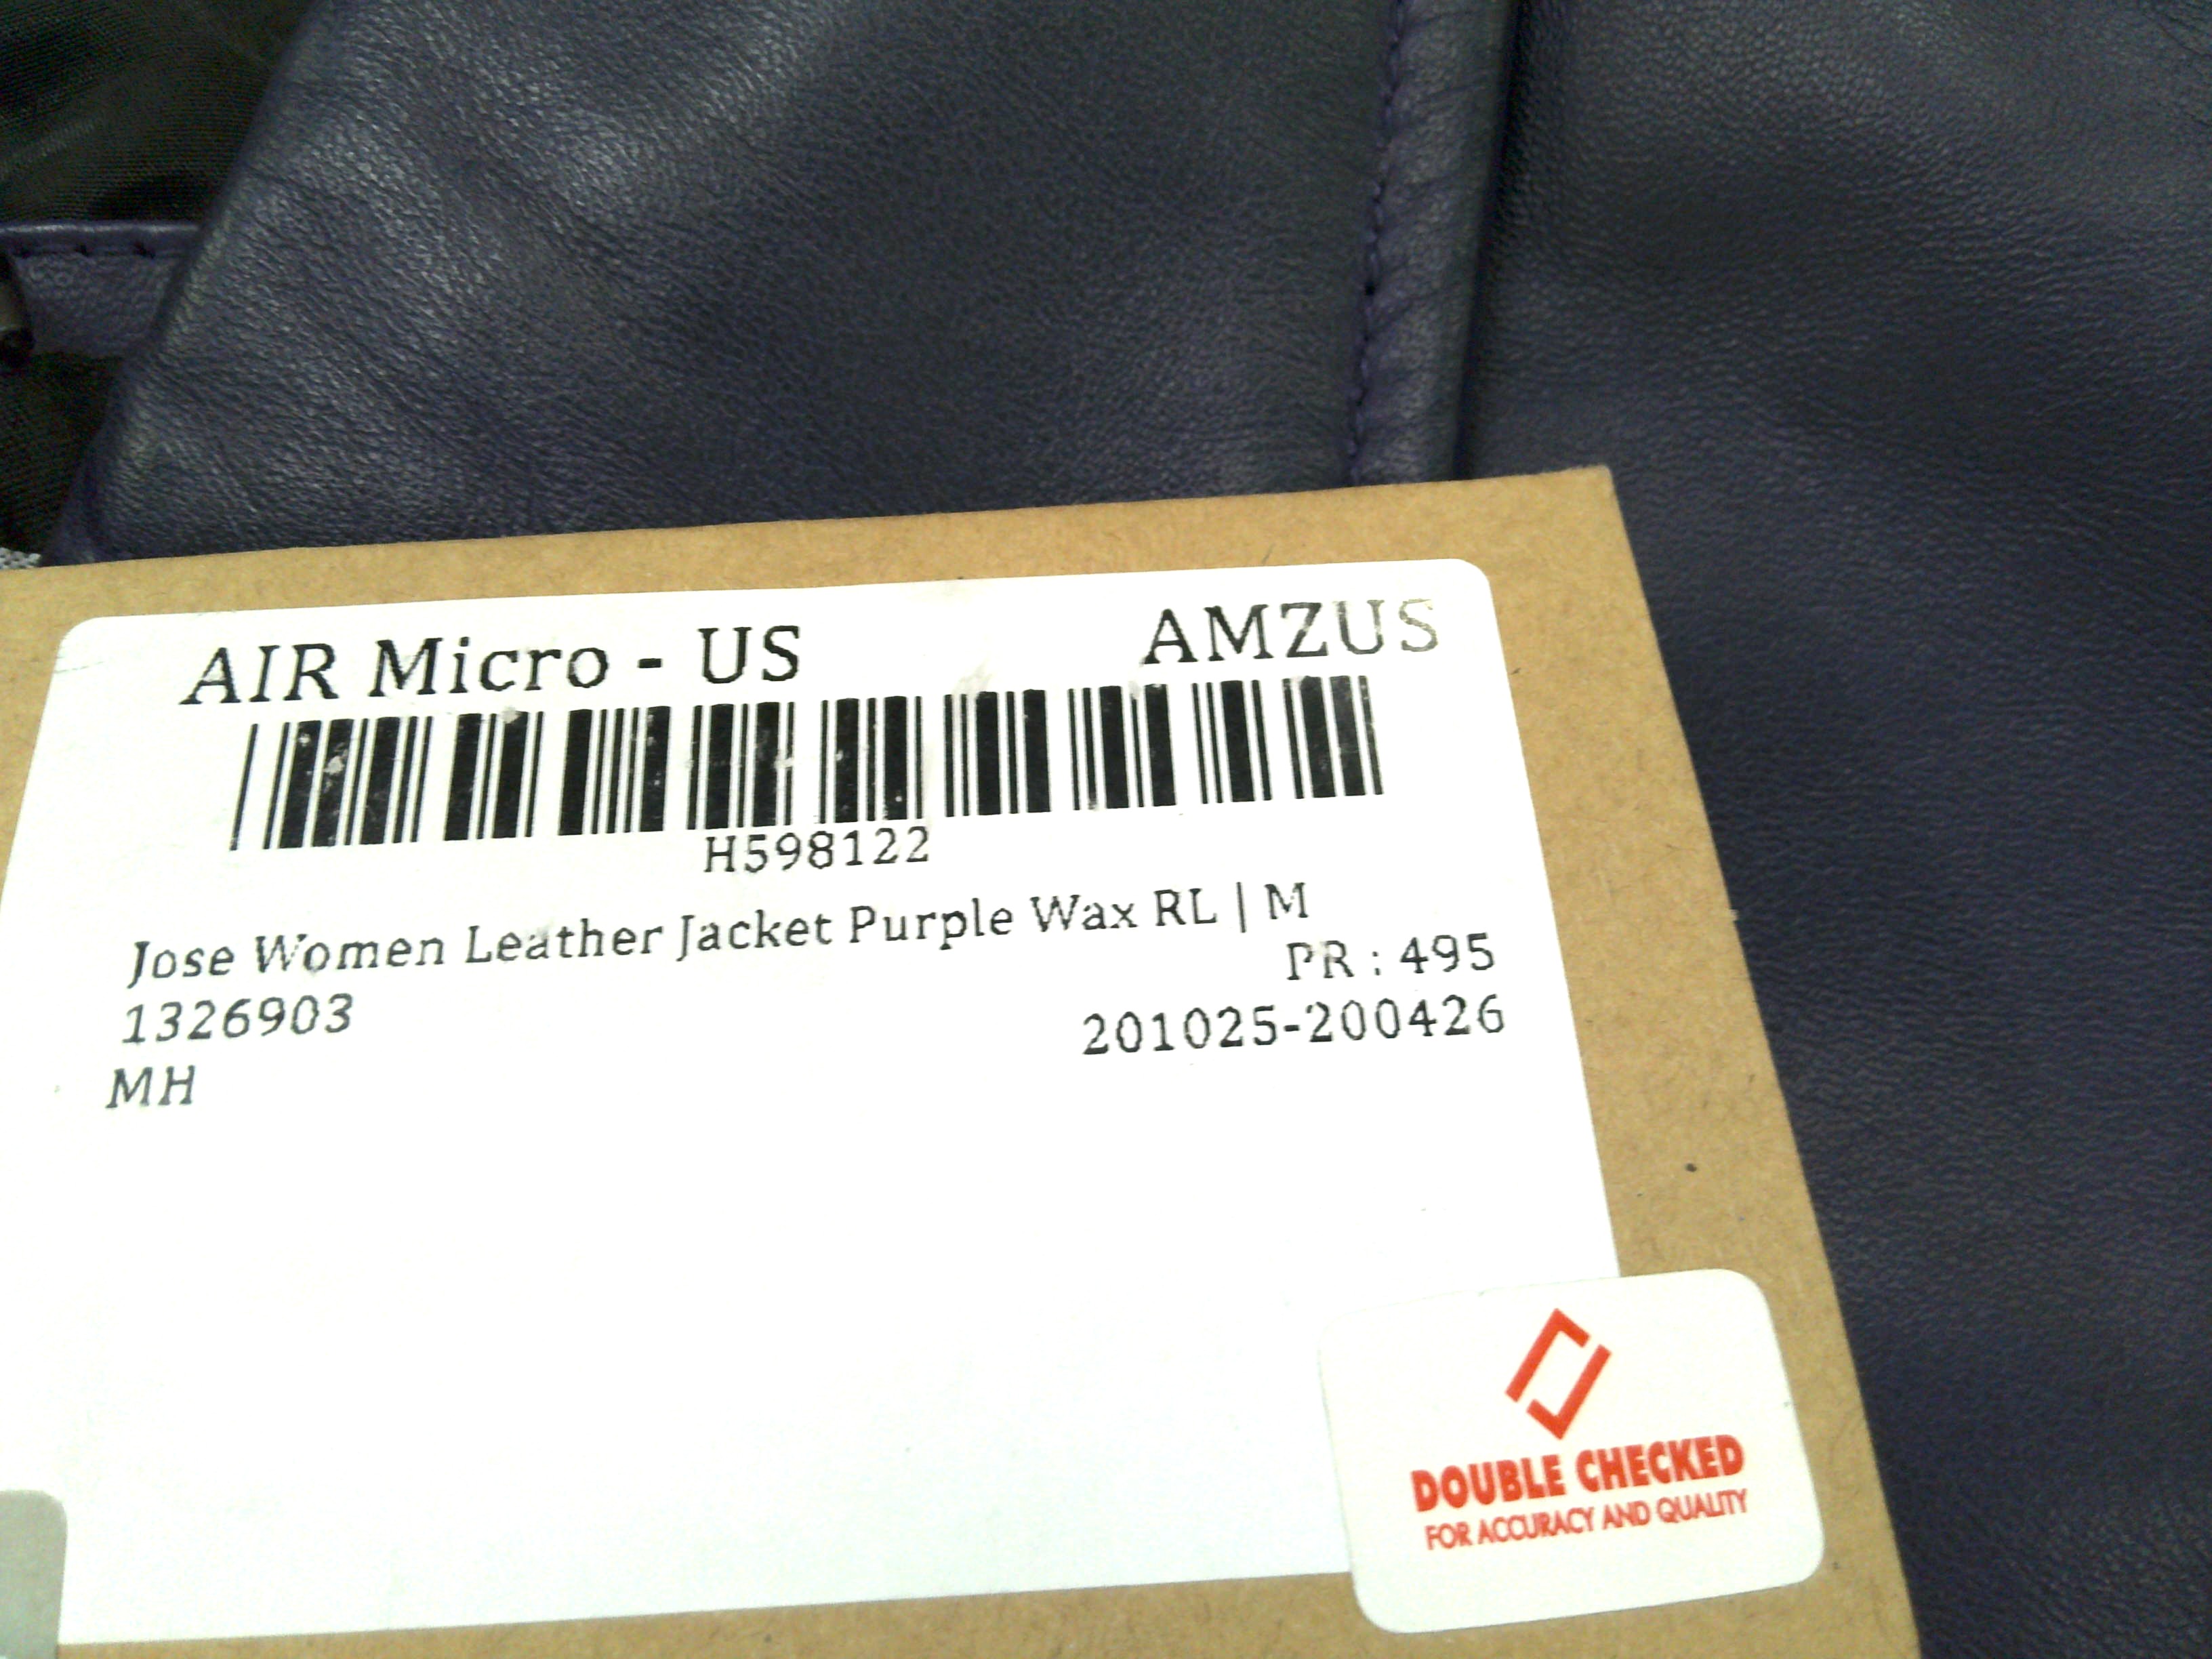 AIR Micro - US AMZUS
H598122
Jose Women Leather Jacket Purple Wax RL | M
PR : 495
1326903
201025-200426
MH
DOUBLE CHECKED
FOR ACCURACY AND QUALITY